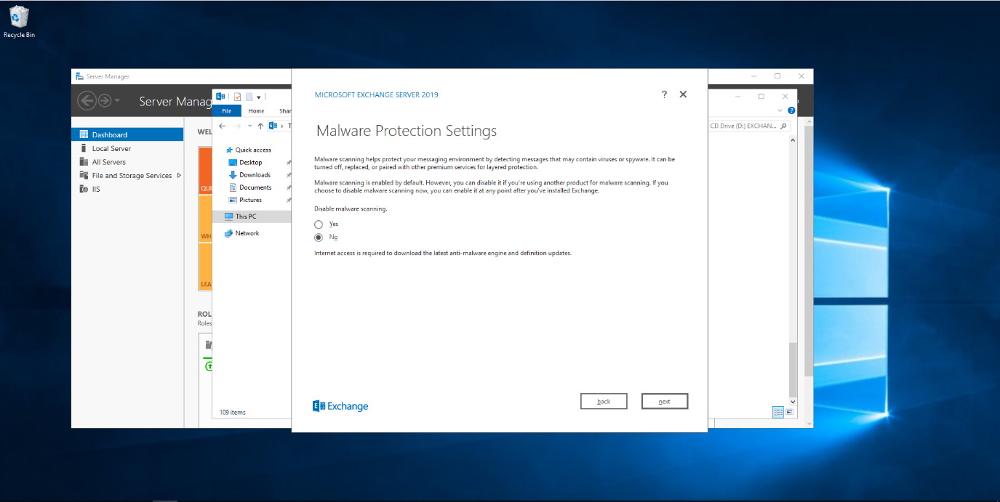 Recycle Bin
Server Manager
Server Manag
Dashboard
Local Server
All Servers
File and Storage Services
IIS
WEL
QUI
WH
LEA
ROL
Roles
File
Home
Shar
T
CD Drive (D:) EXCHAN...
Quick access
Desktop
Downloads
Documents
Pictures
This PC
Network
109 items
MICROSOFT EXCHANGE SERVER 2019
?
Malware Protection Settings
Malware scanning helps protect your messaging environment by detecting messages that may contain viruses or spyware. It can be
turned off, replaced, or paired with other premium services for layered protection.
Malware scanning is enabled by default. However, you can disable it if you're using another product for malware scanning. If you
choose to disable malware scanning now, you can enable it at any point after you've installed Exchange.
Disable malware scanning.
Yes
No
Internet access is required to download the latest anti-malware engine and definition updates.
Exchange
back
next